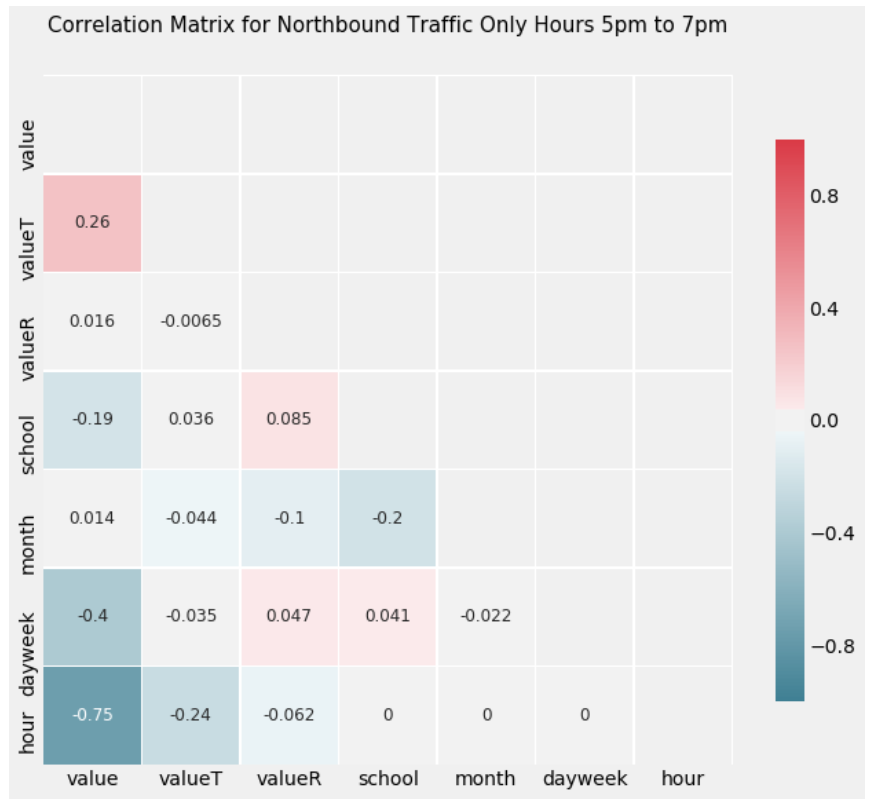 Correlation Matrix for Northbound Traffic Only Hours 5pm to 7pm
value
valueT 0.26
valueR 0.016 -0.0065
school -0.19 0.036 0.085
month 0.014 -0.044 -0.1 -0.2
dayweek -0.4 -0.035 0.047 0.041 -0.022
hour -0.75 -0.24 -0.062 0 0 0
value valueT valueR school month dayweek hour
0.8
0.4
0.0
−0.4
−0.8